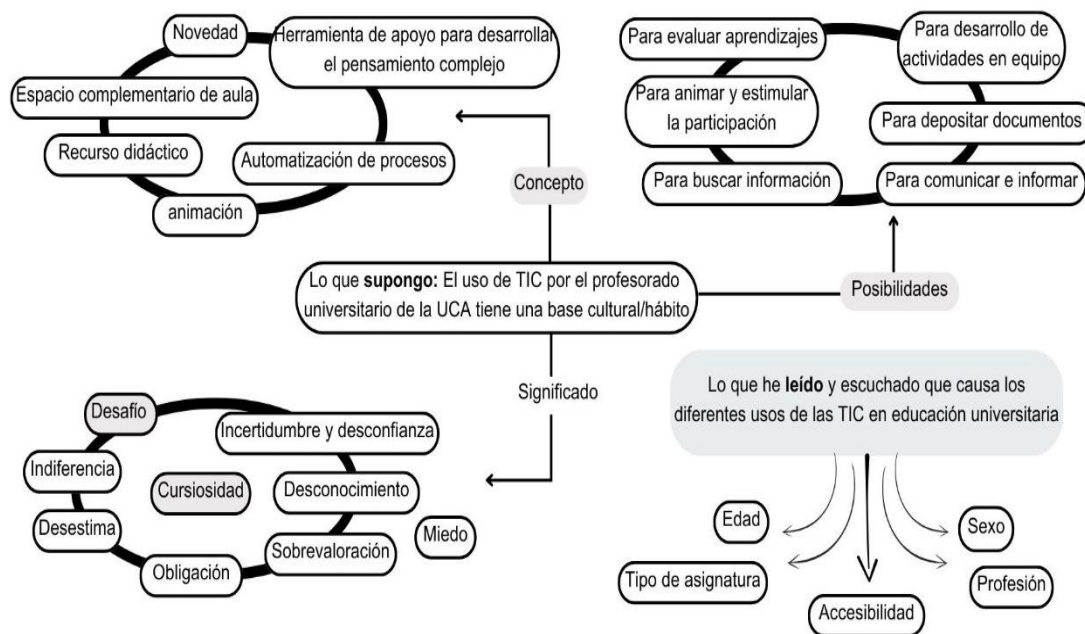 Novedad
Herramienta de apoyo para desarrollar
el pensamiento complejo
Espacio complementario de aula
Recurso didáctico
Automatización de procesos
animación
Concepto
Para evaluar aprendizajes
Para desarrollo de
actividades en equipo
Para animar y estimular
la participación
Para depositar documentos
Para buscar información
Para comunicar e informar
Lo que supongo: El uso de TIC por el profesorado
universitario de la UCA tiene una base cultural/hábito
Posibilidades
Significado
Desafío
Incertidumbre y desconfianza
Indiferencia
Cursiosidad
Desconocimiento
Desestima
Miedo
Sobrevaloración
Obligación
Lo que he leído y escuchado que causa los
diferentes usos de las TIC en educación universitaria
Edad
Sexo
Tipo de asignatura
Profesión
Accesibilidad